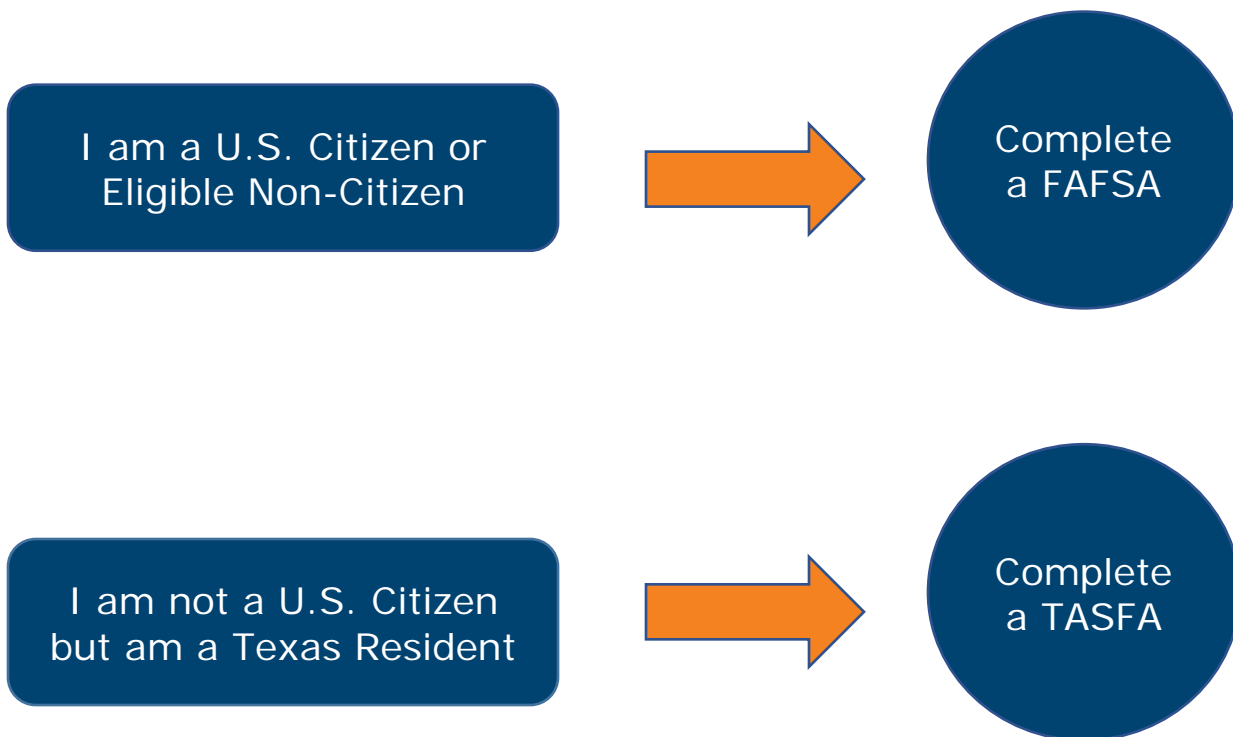 I am a U.S. Citizen or
Eligible Non-Citizen
Complete
a FAFSA
I am not a U.S. Citizen
but am a Texas Resident
Complete
a TASFA